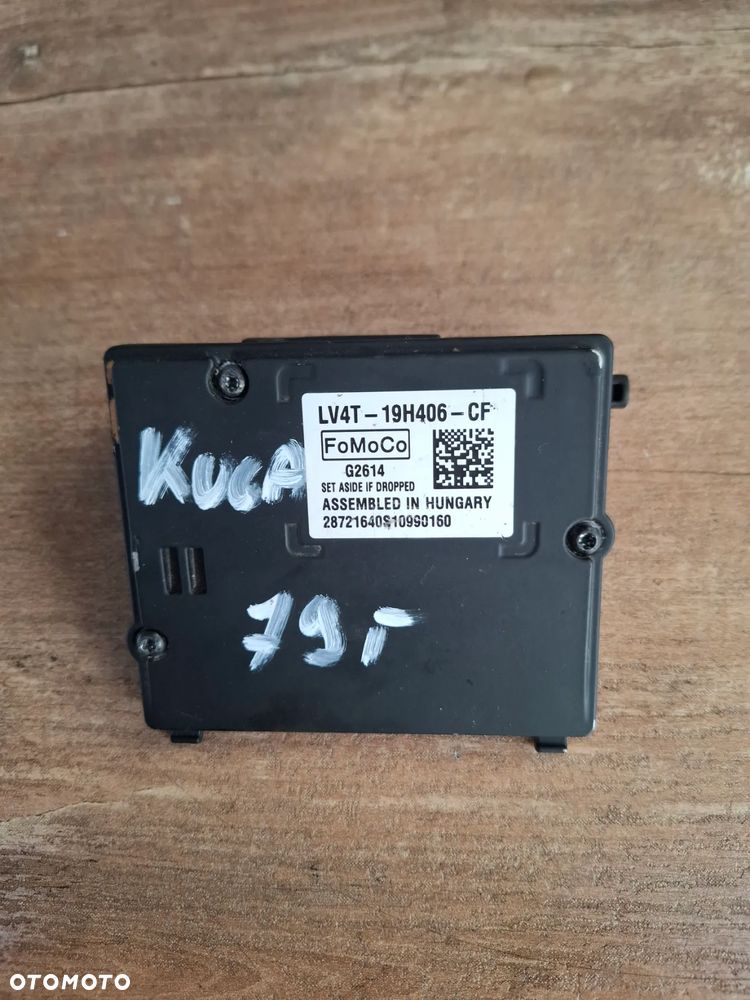 LV4T-19H406-CF
FoMoCo
G2614
SET ASIDE IF DROPPED
ASSEMBLED IN HUNGARY
28721640S10990160
KUGA
19r
OTOMOTO